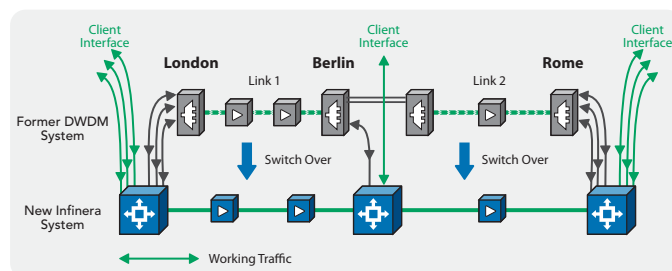 Client
Interface
Client
Interface
Client
Interface
London
Berlin
Rome
Link 1
Link 2
Former DWDM
System
Switch Over
Switch Over
New Infinera
System
Working Traffic